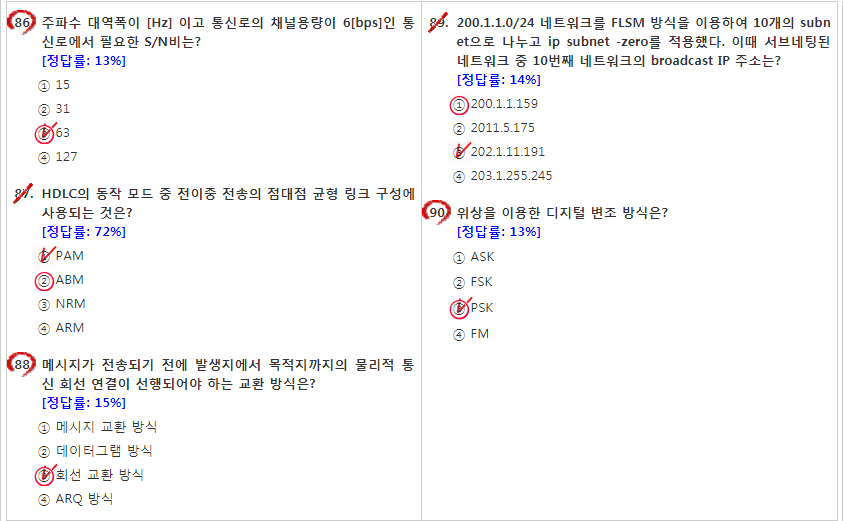 86. 주파수 대역폭이 [Hz] 이고 통신로의 채널용량이 6[bps]인 통
신로에서 필요한 S/N비는?
[정답률: 13%]
① 15
② 31
③ 63
④ 127
87. HDLC의 동작 모드 중 전이중 전송의 점대점 균형 링크 구성에
사용되는 것은?
[정답률: 72%]
① PAM
② ABM
③ NRM
④ ARM
88. 메시지가 전송되기 전에 발생지에서 목적지까지의 물리적 통
신 회선 연결이 선행되어야 하는 교환 방식은?
[정답률: 15%]
① 메시지 교환 방식
② 데이터그램 방식
③ 회선 교환 방식
④ ARQ 방식
89. 200.1.1.0/24 네트워크를 FLSM 방식을 이용하여 10개의 subn
et으로 나누고 ip subnet -zero를 적용했다. 이때 서브네팅된
네트워크 중 10번째 네트워크의 broadcast IP 주소는?
[정답률: 14%]
① 200.1.1.159
② 2011.5.175
③ 202.1.11.191
④ 203.1.255.245
90. 위상을 이용한 디지털 변조 방식은?
[정답률: 13%]
① ASK
② FSK
③ PSK
④ FM